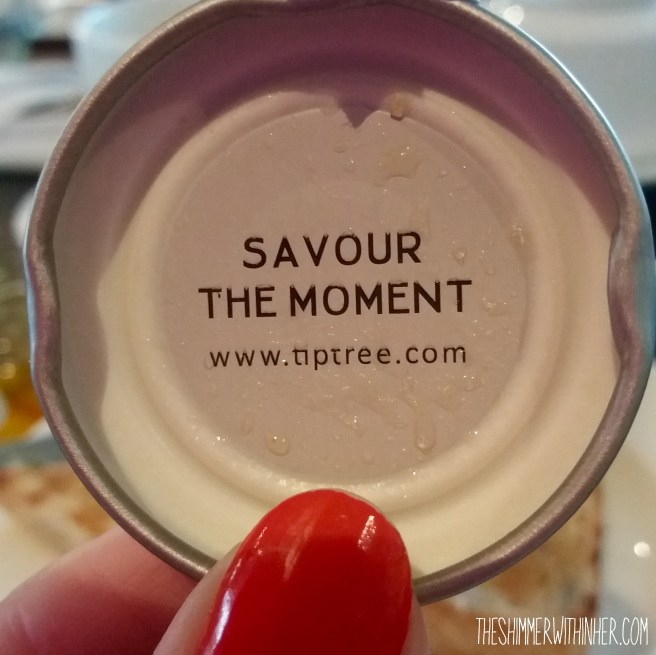 SAVOUR
THE MOMENT
www.tiptree.com
THESHIMMERWITHINHER.COM